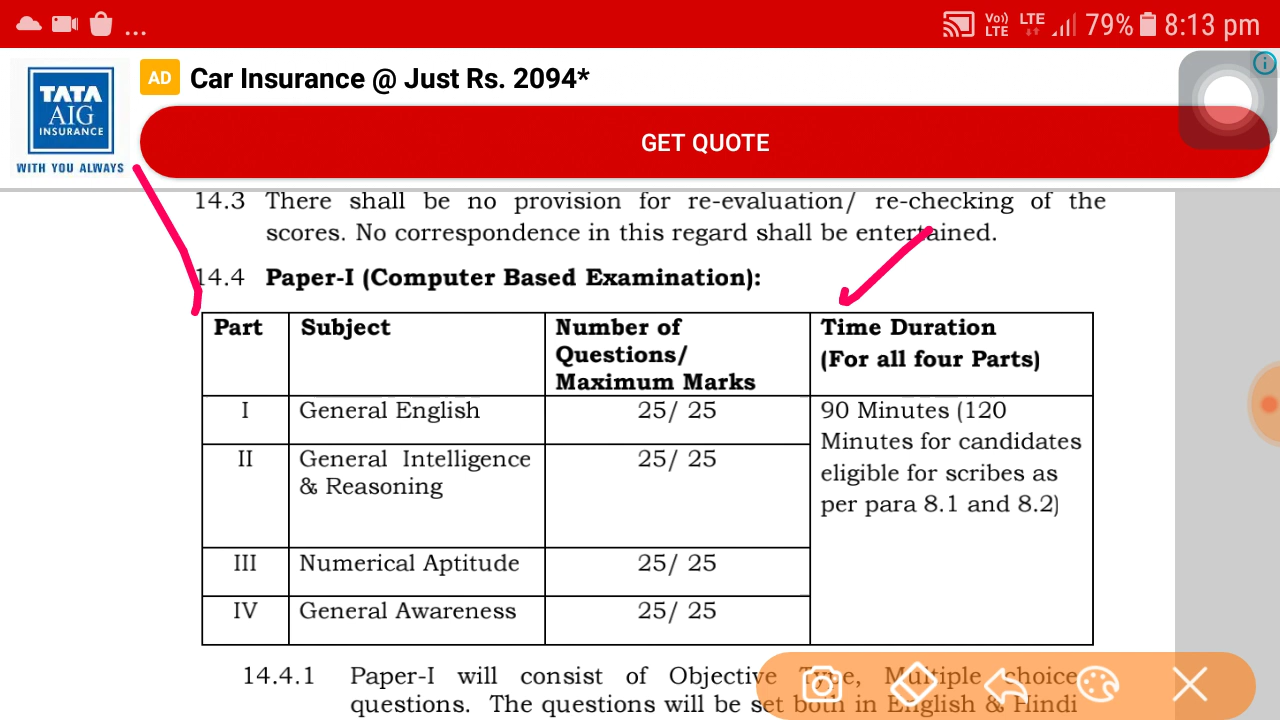 ... Vo)) LTE LTE 79% 8:13 pm
TATA
AIG
INSURANCE
WITH YOU ALWAYS
AD Car Insurance @ Just Rs. 2094*
GET QUOTE
14.3 There shall be no provision for re-evaluation/ re-checking of the
scores. No correspondence in this regard shall be entertained.
14.4 Paper-I (Computer Based Examination):
Part Subject Number of Questions/ Maximum Marks Time Duration (For all four Parts)
I General English 25/ 25 90 Minutes (120 Minutes for candidates eligible for scribes as per para 8.1 and 8.2)
II General Intelligence & Reasoning 25/ 25
III Numerical Aptitude 25/ 25
IV General Awareness 25/ 25
14.4.1 Paper-I will consist of Objective Type, Multiple choice
questions. The questions will be set both in English & Hindi